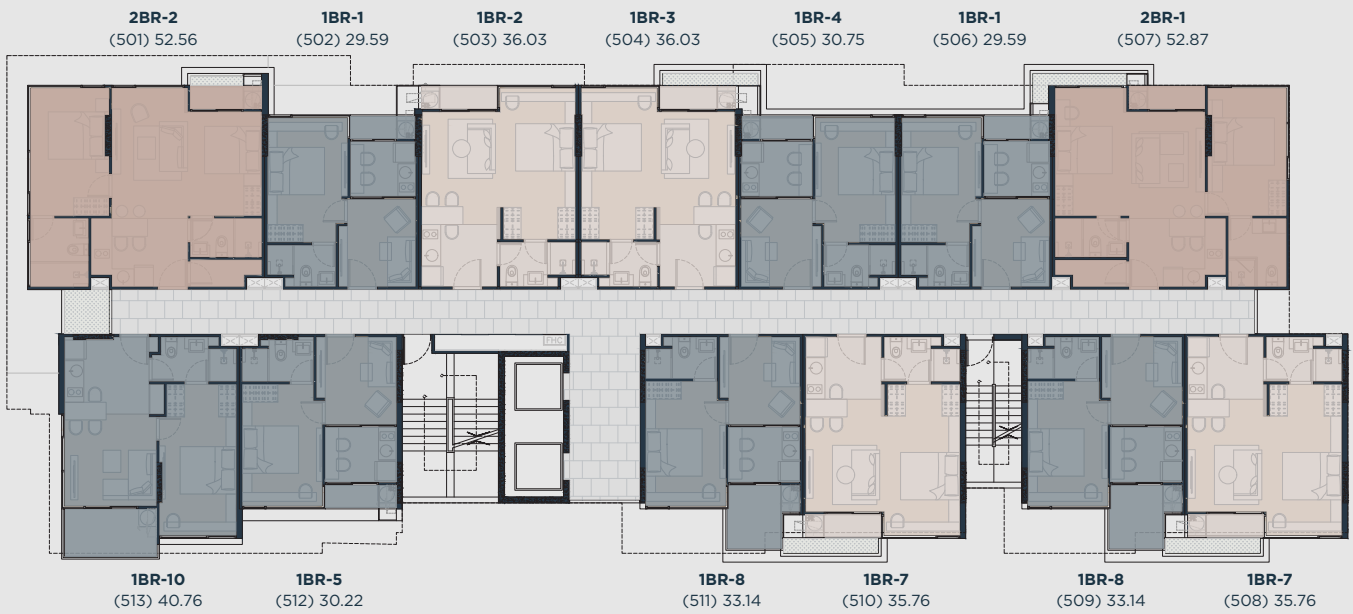 2BR-2
(501) 52.56
1BR-1
(502) 29.59
1BR-2
(503) 36.03
1BR-3
(504) 36.03
1BR-4
(505) 30.75
1BR-1
(506) 29.59
2BR-1
(507) 52.87
FHC
1BR-10
(513) 40.76
1BR-5
(512) 30.22
1BR-8
(511) 33.14
1BR-7
(510) 35.76
1BR-8
(509) 33.14
1BR-7
(508) 35.76